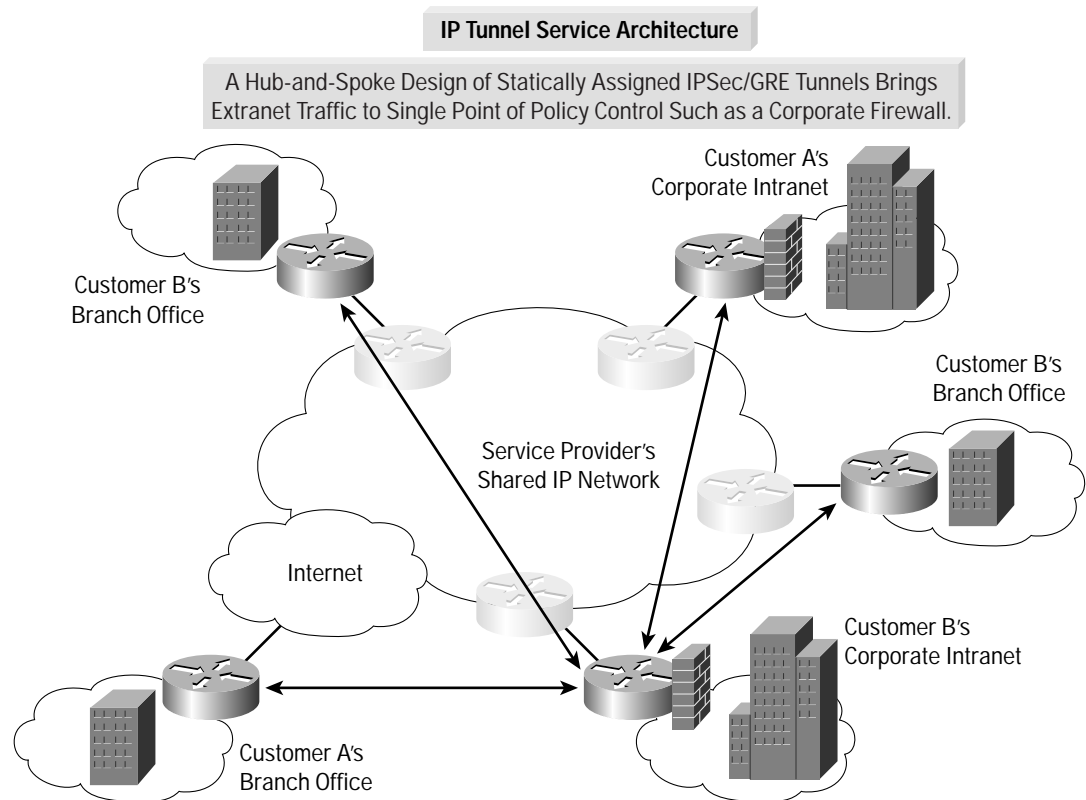 IP Tunnel Service Architecture
A Hub-and-Spoke Design of Statically Assigned IPSec/GRE Tunnels Brings
Extranet Traffic to Single Point of Policy Control Such as a Corporate Firewall.
Customer A's
Corporate Intranet
Customer B's
Branch Office
Customer B's
Branch Office
Service Provider's
Shared IP Network
Internet
Customer B's
Corporate Intranet
Customer A's
Branch Office